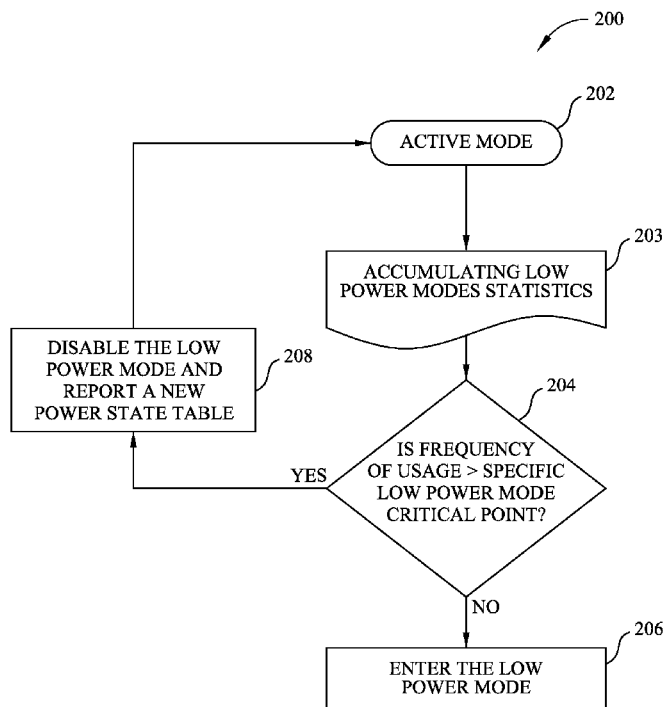 200
202
ACTIVE MODE
203
ACCUMULATING LOW
POWER MODES STATISTICS
DISABLE THE LOW
POWER MODE AND
REPORT A NEW
POWER STATE TABLE
208
204
IS FREQUENCY
OF USAGE > SPECIFIC
LOW POWER MODE
CRITICAL POINT?
YES
NO
206
ENTER THE LOW
POWER MODE